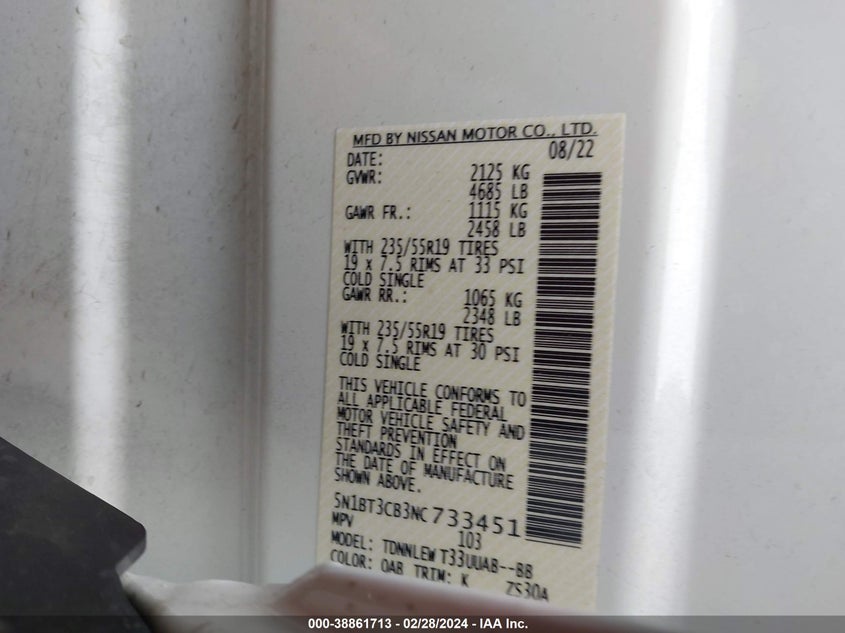 MFD BY NISSAN MOTOR CO., LTD.
DATE: 08/22
GVWR: 2125 KG
4685 LB
GAWR FR.: 1115 KG
2458 LB
WITH 235/55R19 TIRES
19 x 7.5 RIMS AT 33 PSI
COLD SINGLE
GAWR RR.: 1065 KG
2348 LB
WITH 235/55R19 TIRES
19 x 7.5 RIMS AT 30 PSI
COLD SINGLE
THIS VEHICLE CONFORMS TO
ALL APPLICABLE FEDERAL
MOTOR VEHICLE SAFETY AND
THEFT PREVENTION
STANDARDS IN EFFECT ON
THE DATE OF MANUFACTURE
SHOWN ABOVE.
5N1BT3CB3NC733451
MPV 103
MODEL: TDNNLEW T33UUAB--BB
COLOR: QAB TRIM: K ZS30A
000-38861713 - 02/28/2024 - IAA Inc.